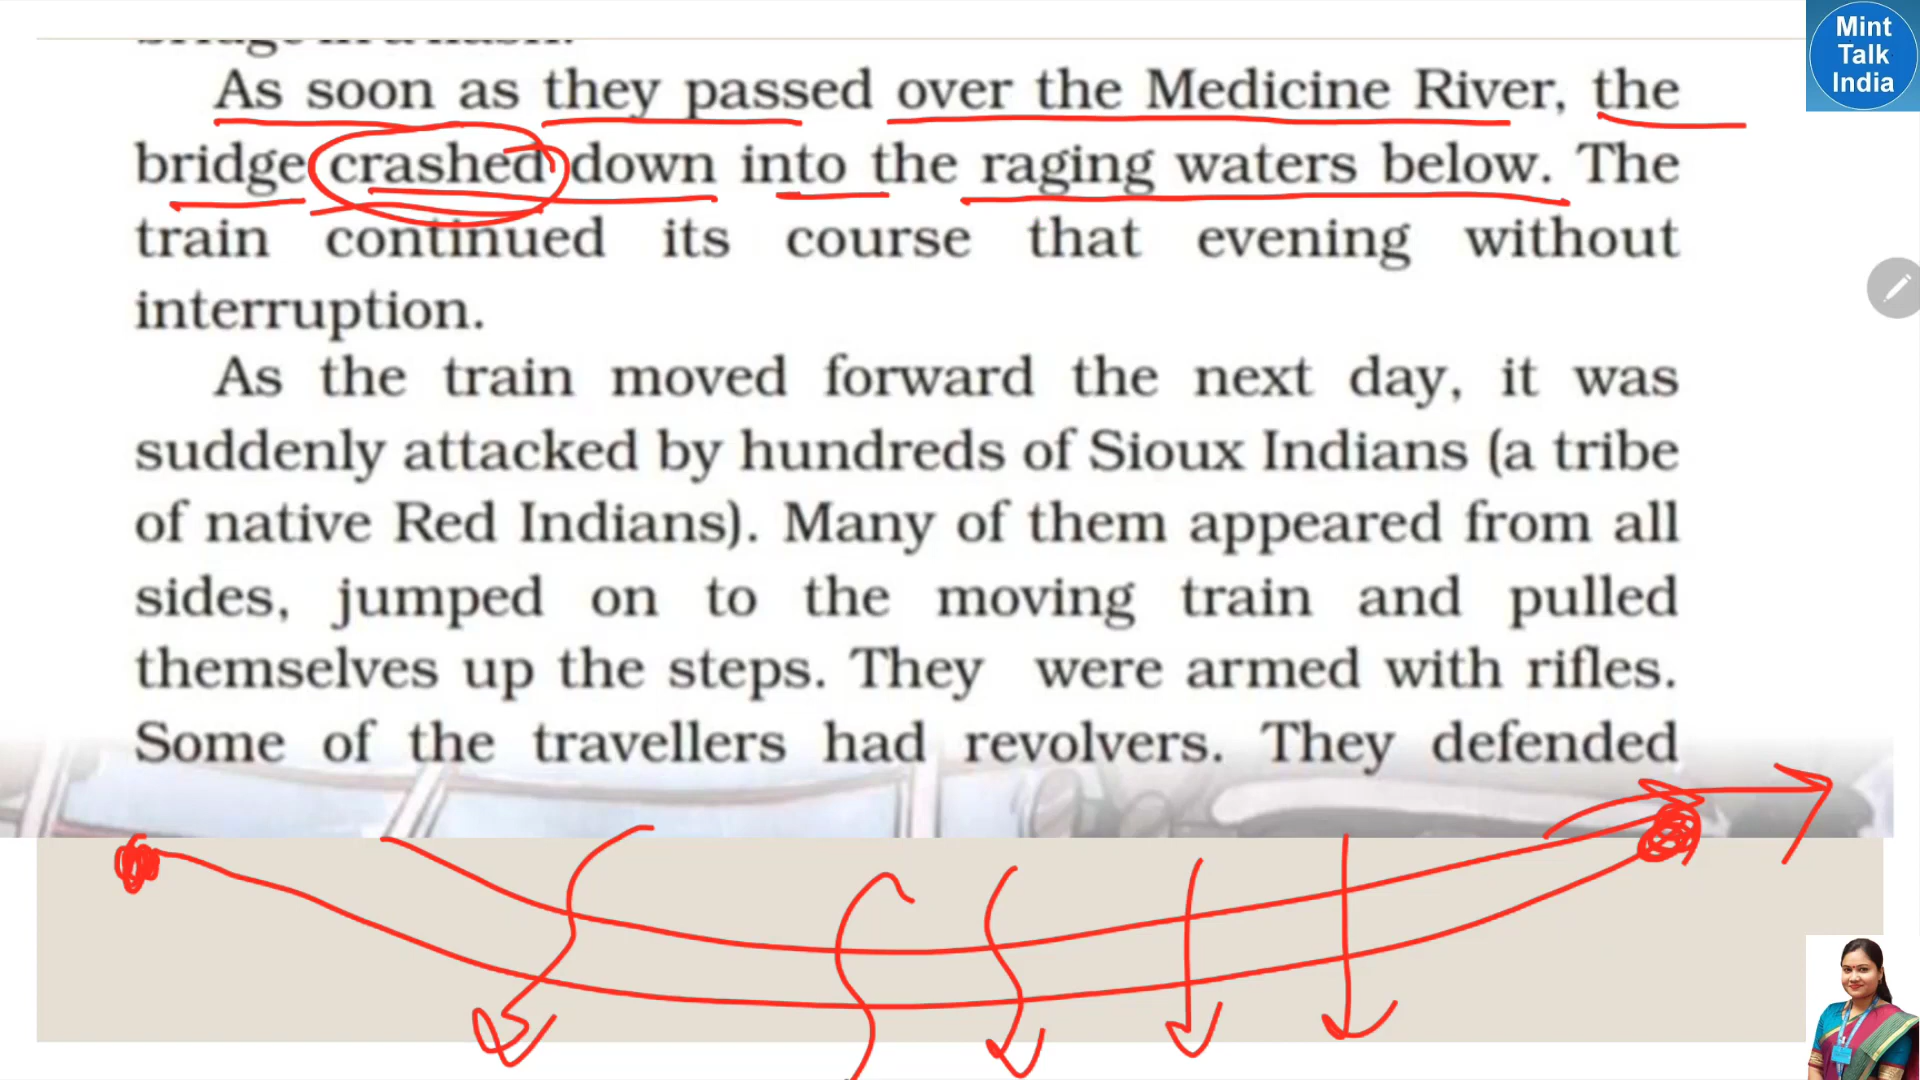 As soon as they passed over the Medicine River, the
bridge crashed down into the raging waters below. The
train continued its course that evening without
interruption.
As the train moved forward the next day, it was
suddenly attacked by hundreds of Sioux Indians (a tribe
of native Red Indians). Many of them appeared from all
sides, jumped on to the moving train and pulled
themselves up the steps. They were armed with rifles.
Some of the travellers had revolvers. They defended
Mint
Talk
India